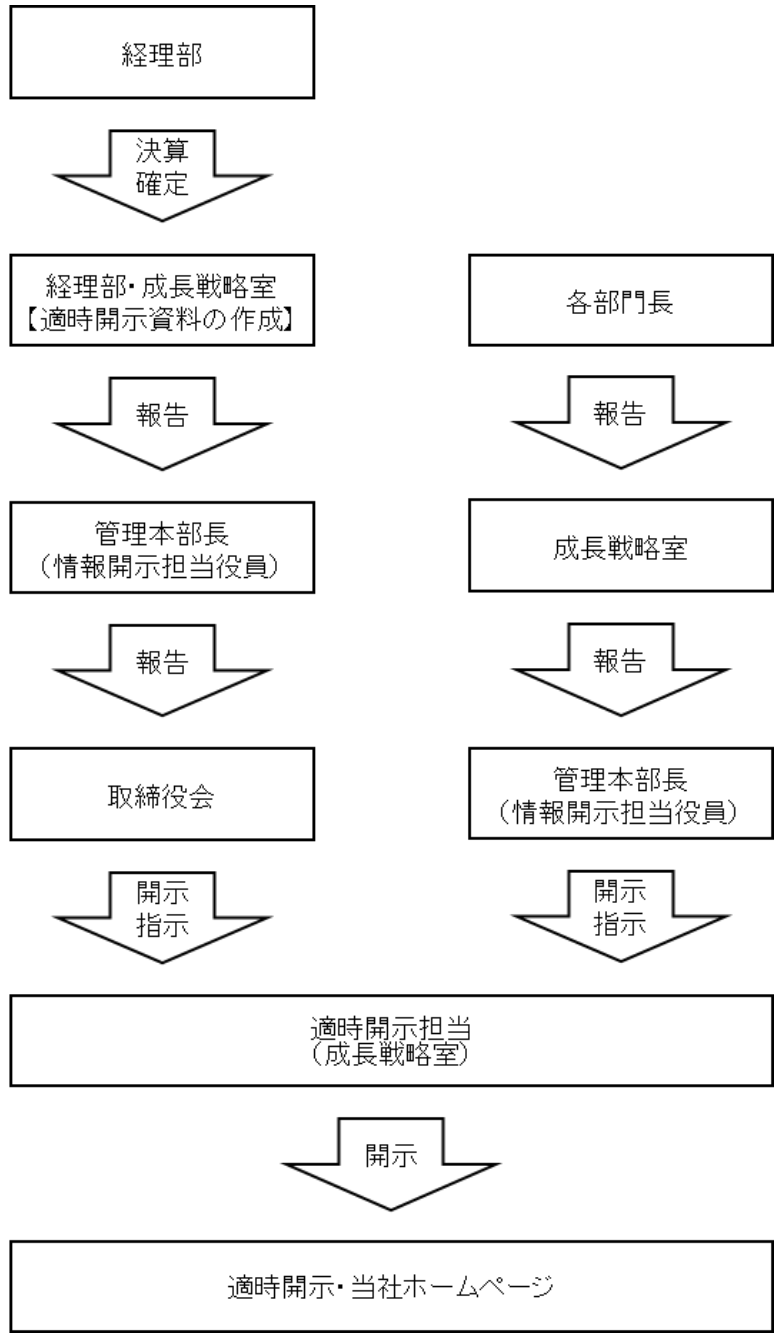 経理部
決算
確定
経理部・成長戦略室
【適時開示資料の作成】
報告
管理本部長
（情報開示担当役員）
報告
取締役会
開示
指示
各部門長
報告
成長戦略室
報告
管理本部長
（情報開示担当役員）
開示
指示
適時開示担当
（成長戦略室）
開示
適時開示・当社ホームページ